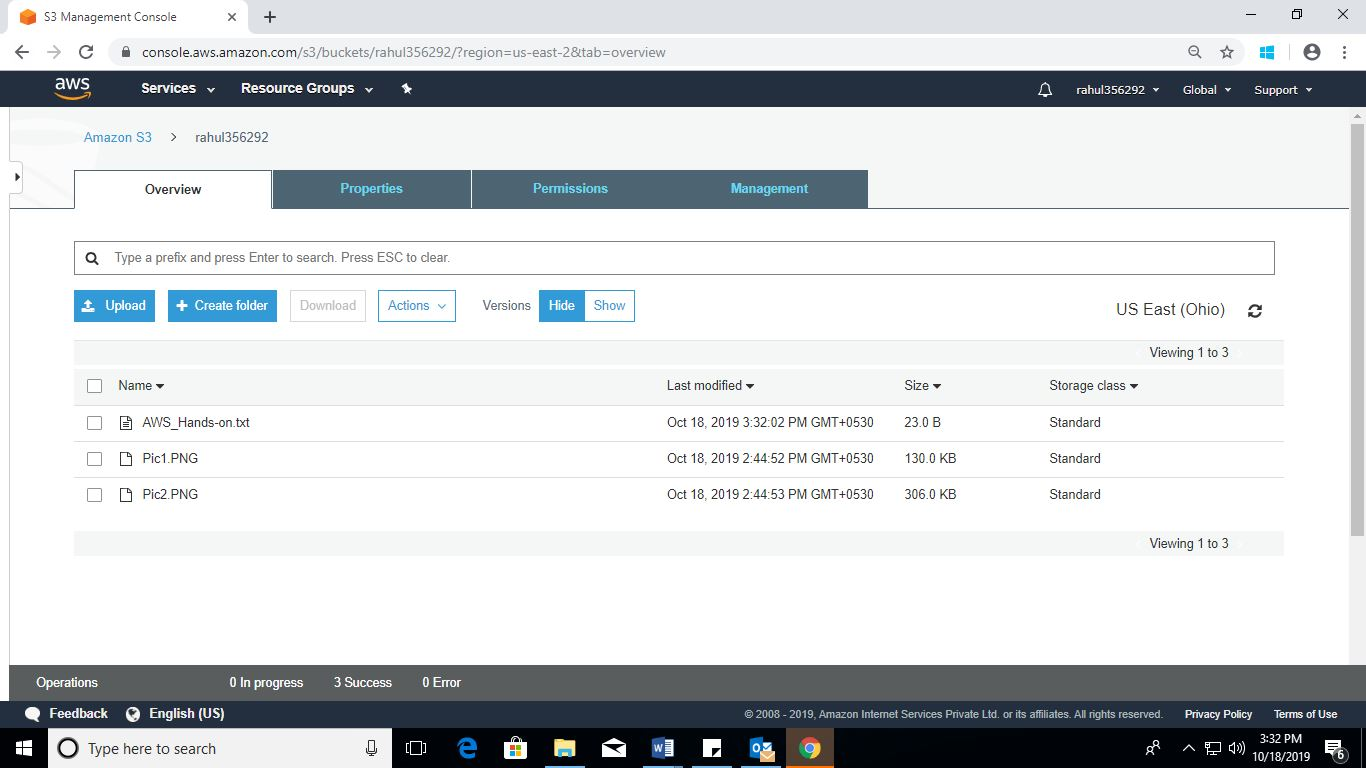 S3 Management Console
console.aws.amazon.com/s3/buckets/rahul356292/?region=us-east-2&tab=overview
aws Services Resource Groups rahul356292 Global Support
Amazon S3 > rahul356292
Overview Properties Permissions Management
Type a prefix and press Enter to search. Press ESC to clear.
Upload + Create folder Download Actions Versions Hide Show US East (Ohio)
Viewing 1 to 3
Name Last modified Size Storage class
AWS_Hands-on.txt Oct 18, 2019 3:32:02 PM GMT+0530 23.0 B Standard
Pic1.PNG Oct 18, 2019 2:44:52 PM GMT+0530 130.0 KB Standard
Pic2.PNG Oct 18, 2019 2:44:53 PM GMT+0530 306.0 KB Standard
Viewing 1 to 3
Operations 0 In progress 3 Success 0 Error
Feedback English (US) © 2008 - 2019, Amazon Internet Services Private Ltd. or its affiliates. All rights reserved. Privacy Policy Terms of Use
Type here to search
3:32 PM
10/18/2019
6